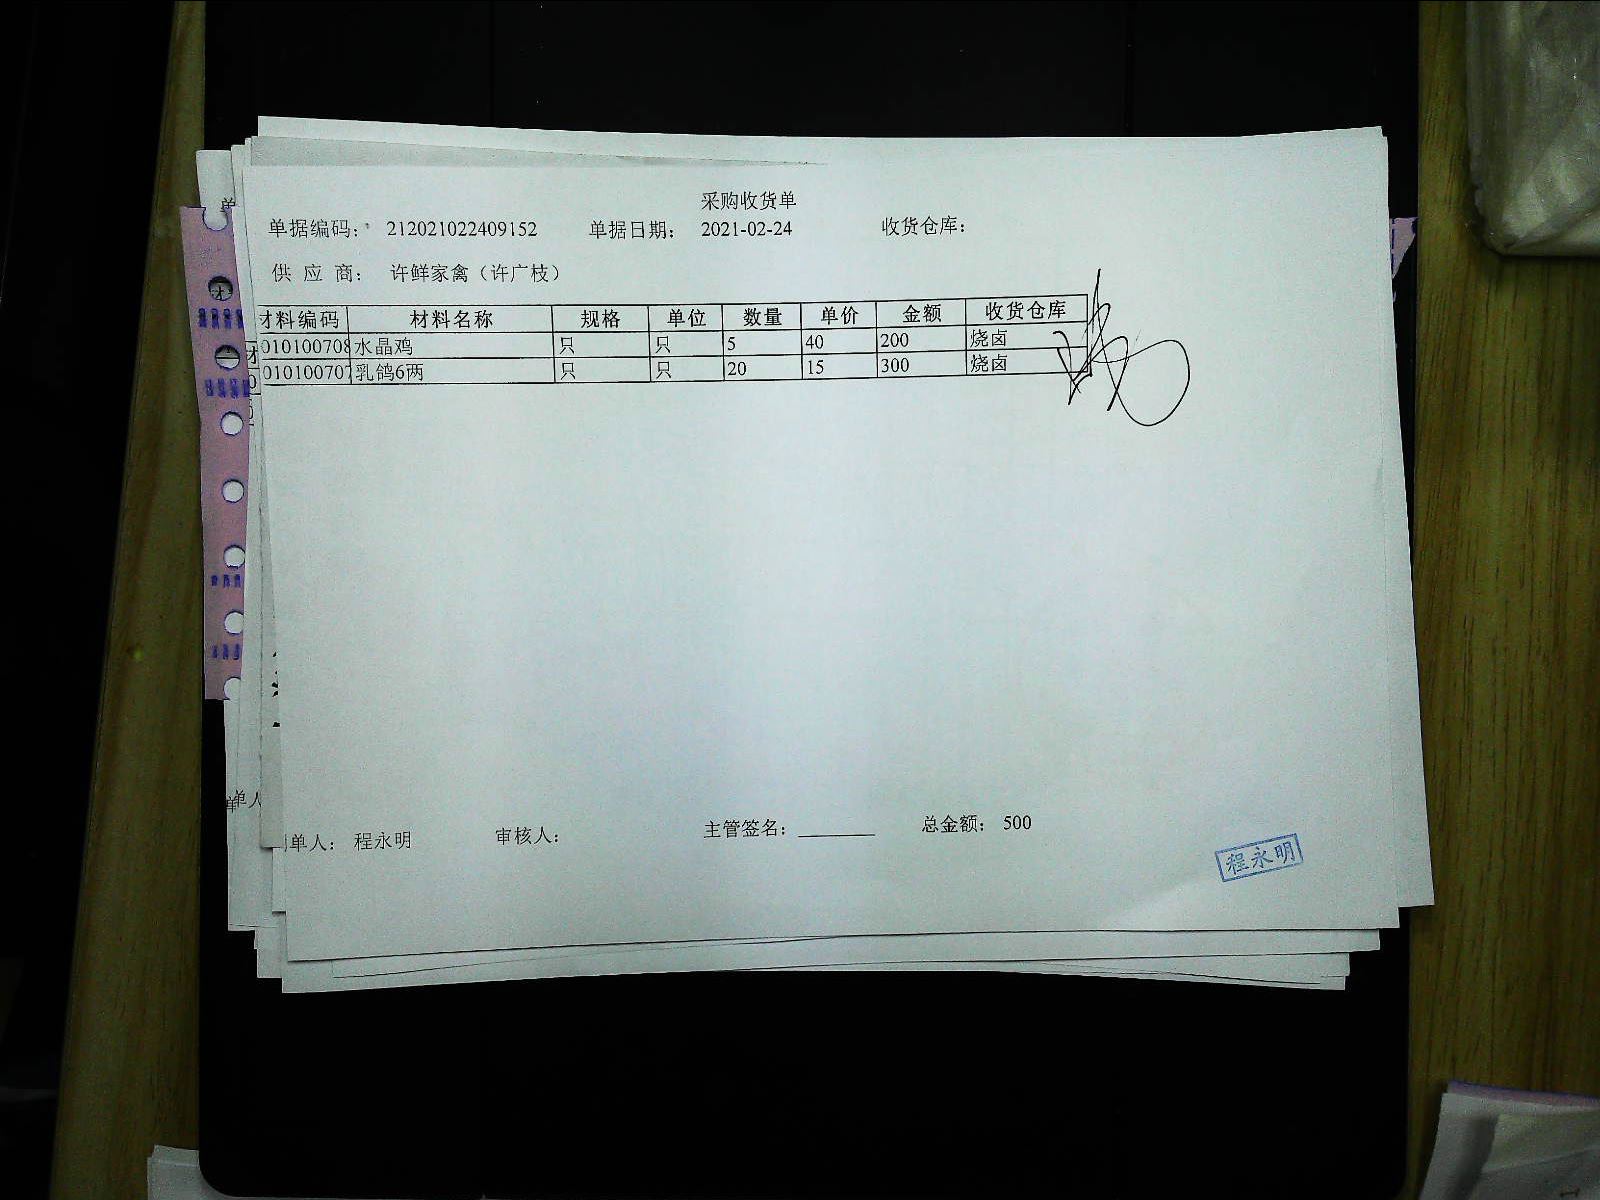 采购收货单
单据编码： 212021022409152 单据日期： 2021-02-24 收货仓库：
供 应 商： 许鲜家禽（许广枝）
材料编码 材料名称 规格 单位 数量 单价 金额 收货仓库
010100708 水晶鸡 只 只 5 40 200 烧卤
010100707 乳鸽6两 只 只 20 15 300 烧卤
单人： 程永明 审核人： 主管签名： 总金额： 500
程永明